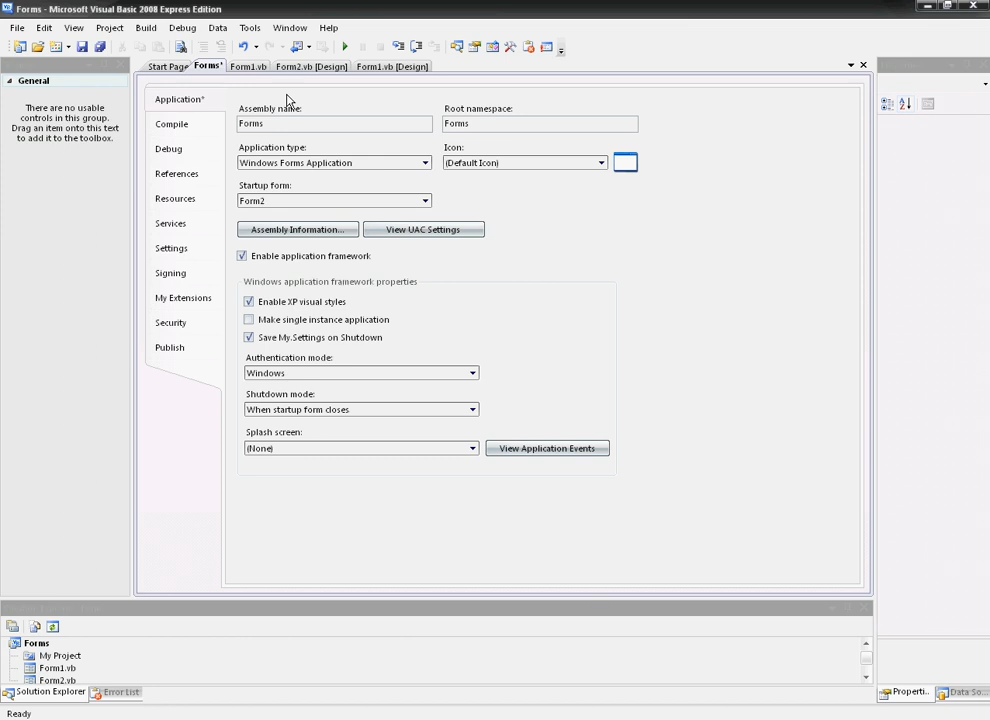 Forms - Microsoft Visual Basic 2008 Express Edition
File Edit View Project Build Debug Data Tools Window Help
Start Page Forms* Form1.vb Form2.vb [Design] Form1.vb [Design]
General
There are no usable
controls in this group.
Drag an item onto this text
to add it to the toolbox.
Application*
Compile
Debug
References
Resources
Services
Settings
Signing
My Extensions
Security
Publish
Assembly name: Root namespace:
Forms Forms
Application type: Icon:
Windows Forms Application (Default Icon)
Startup form:
Form2
Assembly Information... View UAC Settings
Enable application framework
Windows application framework properties
Enable XP visual styles
Make single instance application
Save My.Settings on Shutdown
Authentication mode:
Windows
Shutdown mode:
When startup form closes
Splash screen:
(None) View Application Events
Forms
My Project
Form1.vb
Form2.vb
Solution Explorer Error List
Properti... Data So...
Ready